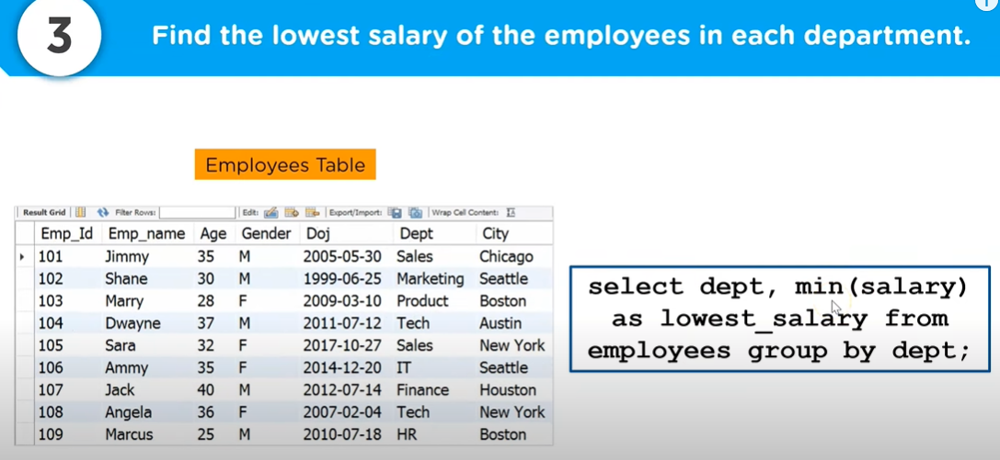 3
Find the lowest salary of the employees in each department.
Employees Table
Result Grid | Filter Rows: | Edit: | Export/Import: | Wrap Cell Content:
Emp_Id Emp_name Age Gender Doj Dept City
101 Jimmy 35 M 2005-05-30 Sales Chicago
102 Shane 30 M 1999-06-25 Marketing Seattle
103 Marry 28 F 2009-03-10 Product Boston
104 Dwayne 37 M 2011-07-12 Tech Austin
105 Sara 32 F 2017-10-27 Sales New York
106 Ammy 35 F 2014-12-20 IT Seattle
107 Jack 40 M 2012-07-14 Finance Houston
108 Angela 36 F 2007-02-04 Tech New York
109 Marcus 25 M 2010-07-18 HR Boston
select dept, min(salary)
as lowest_salary from
employees group by dept;